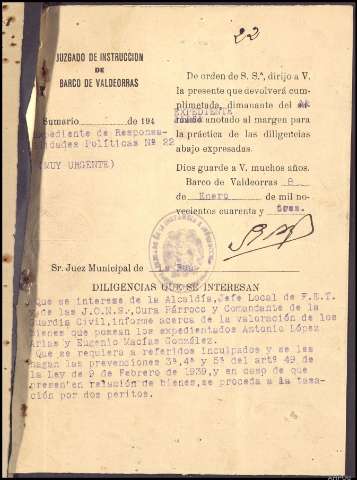 22
JUZGADO DE INSTRUCCION
DE
BARCO DE VALDEORRAS
Sumario de 194
Expediente de Responsa-
bilidades Políticas Nº 22
(MUY URGENTE)
De orden de S. S.ª, dirijo a V.
la presente que devolverá cum-
plimetada, dimanante del
EXPEDIENTE
anotado al margen para
la práctica de las diligencias
abajo expresadas.
Dios guarde a V. muchos años.
Barco de Valdeorras 8
de Enero de mil no-
vecientos cuarenta y tres.
Sr. Juez Municipal de La Rua
DILIGENCIAS QUE SE INTERESAN
Que se interese de la Alcaldía, Jefe Local de F.E.T.
y de las J.O.N.S. Cura Párroco y Comandante de la
Guardia Civil, informe acerca de la valoración de los
bienes que posean los expedientados Antonio López
Arias y Eugenio Macías González.
Que se requiera a referidos inculpados y se les
hagan las prevenciones 3ª,4ª y 5ª del artº 49 de
la Ley de 9 de Febrero de 1939, y en caso de que
presenten relación de bienes, se proceda a la tasa-
ción por dos peritos.